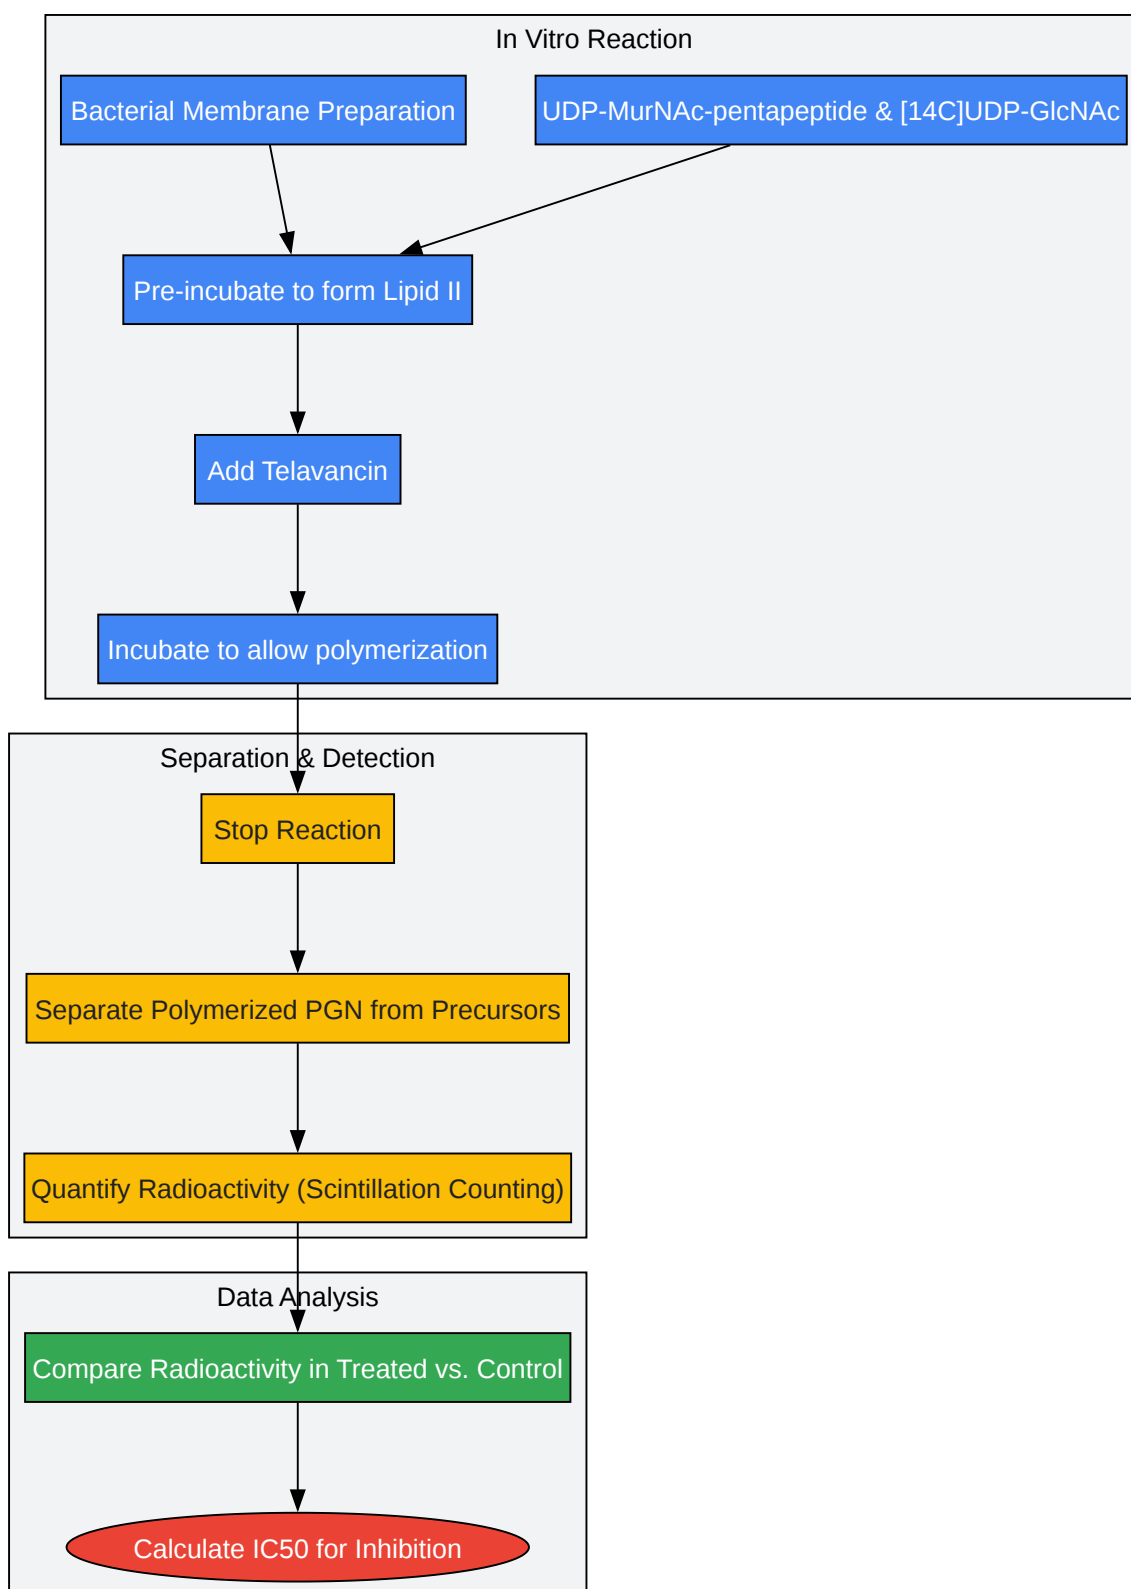 In Vitro Reaction
Bacterial Membrane Preparation
UDP-MurNAc-pentapeptide & [14C]UDP-GlcNAc
Pre-incubate to form Lipid II
Add Telavancin
Incubate to allow polymerization
Separation & Detection
Stop Reaction
Separate Polymerized PGN from Precursors
Quantify Radioactivity (Scintillation Counting)
Data Analysis
Compare Radioactivity in Treated vs. Control
Calculate IC50 for Inhibition